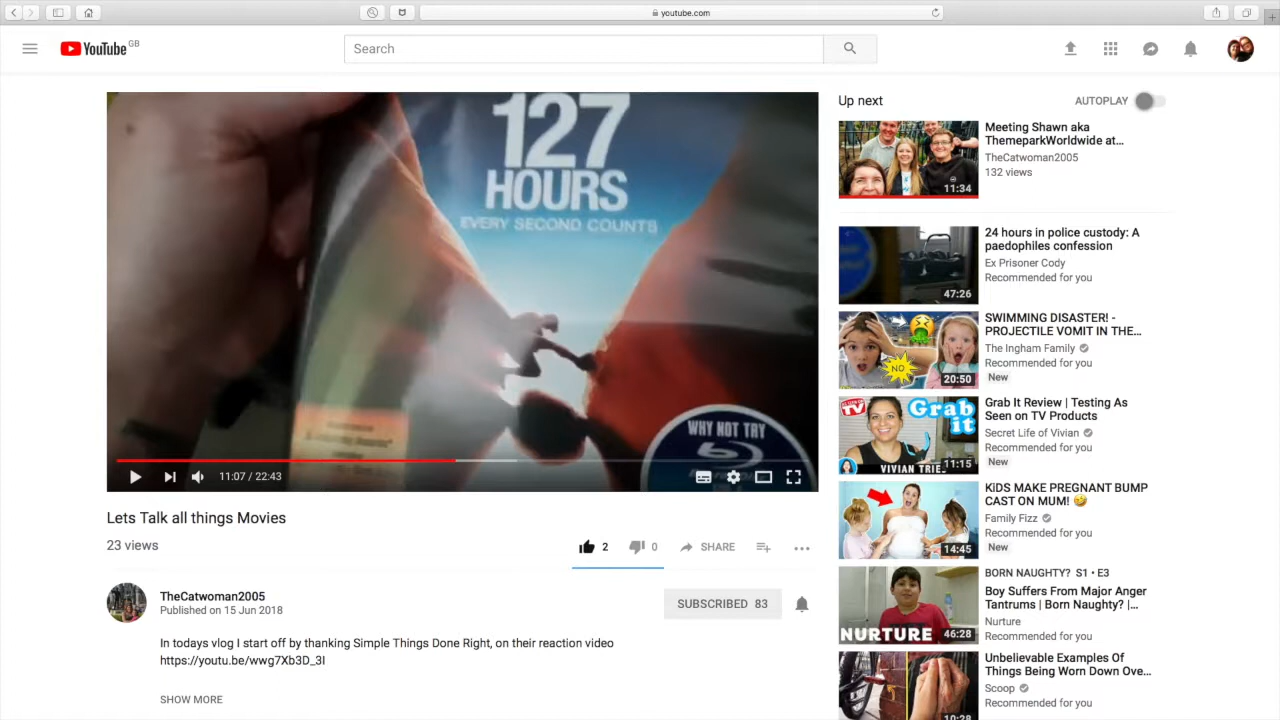 youtube.com
YouTube GB
Search
127
HOURS
EVERY SECOND COUNTS
WHY NOT TRY
11:07 / 22:43
Lets Talk all things Movies
23 views
2
0
SHARE
TheCatwoman2005
Published on 15 Jun 2018
SUBSCRIBED 83
In todays vlog I start off by thanking Simple Things Done Right, on their reaction video
https://youtu.be/wwg7Xb3D_3I
SHOW MORE
Up next
AUTOPLAY
11:34
Meeting Shawn aka
ThemeparkWorldwide at...
TheCatwoman2005
132 views
47:26
24 hours in police custody: A
paedophiles confession
Ex Prisoner Cody
Recommended for you
NO
20:50
SWIMMING DISASTER! -
PROJECTILE VOMIT IN THE...
The Ingham Family
Recommended for you
New
TV
Grab
it
VIVIAN TRIES
11:15
Grab It Review | Testing As
Seen on TV Products
Secret Life of Vivian
Recommended for you
New
14:45
KiDS MAKE PREGNANT BUMP
CAST ON MUM! 🤣
Family Fizz
Recommended for you
New
NURTURE
46:28
BORN NAUGHTY? S1 • E3
Boy Suffers From Major Anger
Tantrums | Born Naughty? |...
Nurture
Recommended for you
10:28
Unbelievable Examples Of
Things Being Worn Down Ove...
Scoop
Recommended for you